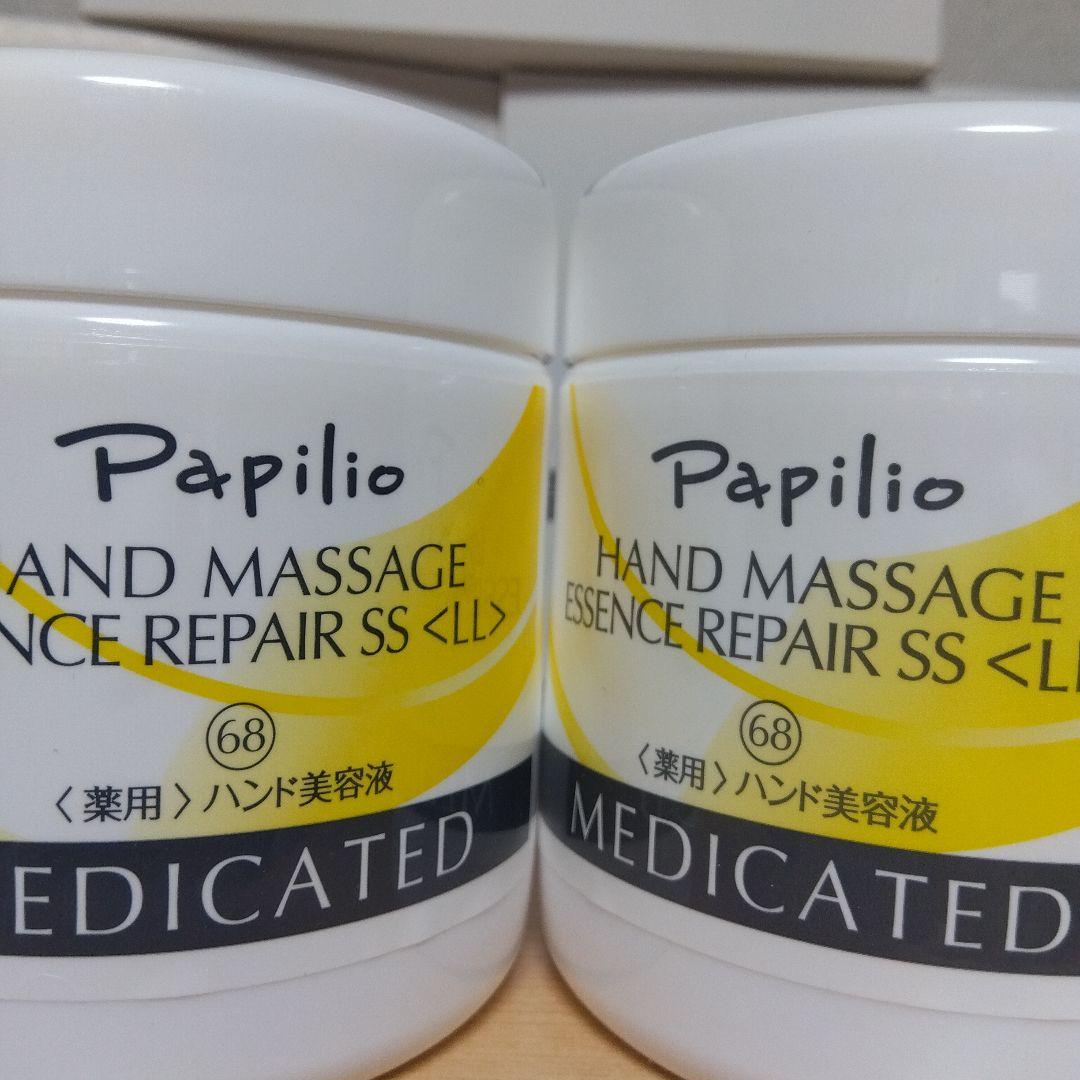 Papilio
AND MASSAGE
NCE REPAIR SS <LL>
68
〈薬用〉ハンド美容液
EDICATED
Papilio
HAND MASSAGE
ESSENCE REPAIR SS <LL
68
〈薬用〉ハンド美容液
MEDICATED